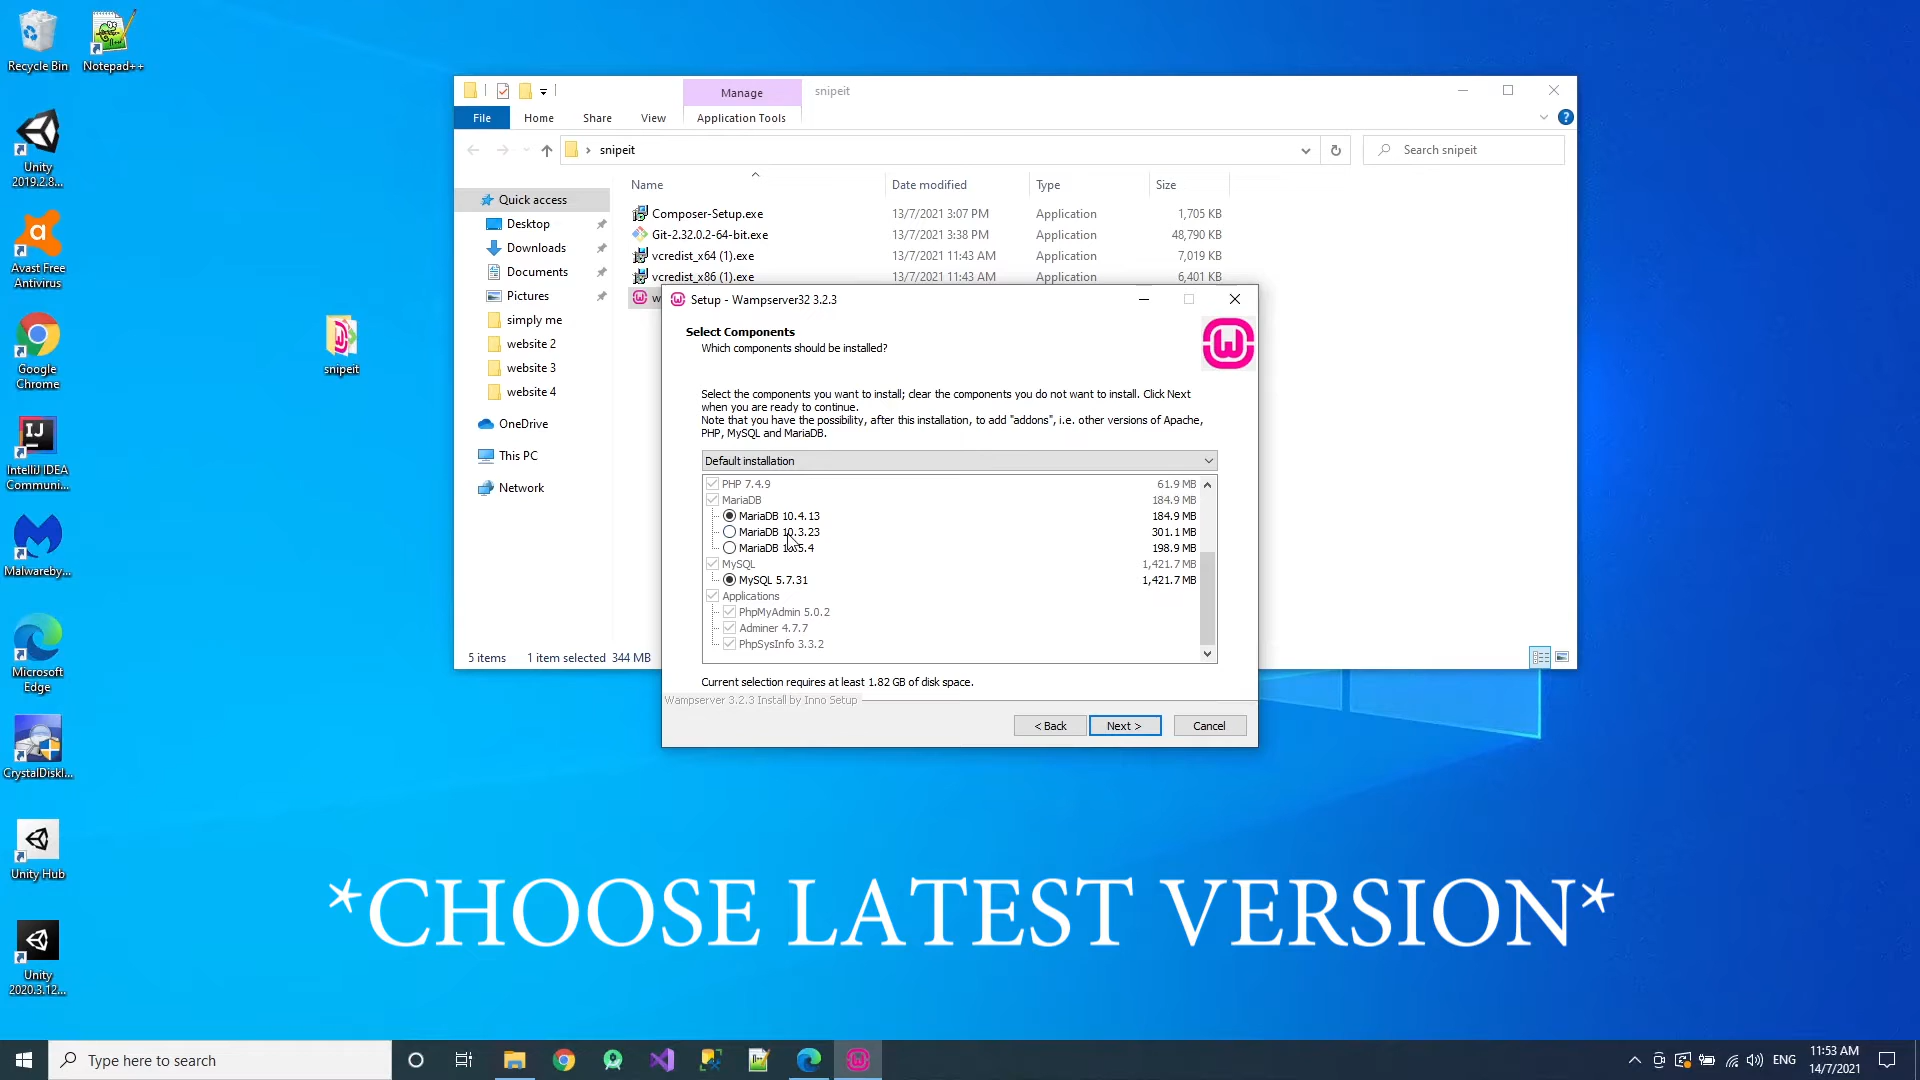 Recycle Bin
Notepad++
Unity
2019.2.8...
Avast Free
Antivirus
Google
Chrome
IJ
IntelliJ IDEA
Communi...
Malwareby...
Microsoft
Edge
CrystalDiskI...
Unity Hub
Unity
2020.3.12...
snipeit
Manage
snipeit
File
Home
Share
View
Application Tools
snipeit
Search snipeit
Name
Date modified
Type
Size
Quick access
Desktop
Downloads
Documents
Pictures
simply me
website 2
website 3
website 4
OneDrive
This PC
Network
Composer-Setup.exe 13/7/2021 3:07 PM Application 1,705 KB
Git-2.32.0.2-64-bit.exe 13/7/2021 3:38 PM Application 48,790 KB
vcredist_x64 (1).exe 13/7/2021 11:43 AM Application 7,019 KB
vcredist_x86 (1).exe 13/7/2021 11:43 AM Application 6,401 KB
5 items 1 item selected 344 MB
Setup - Wampserver32 3.2.3
Select Components
Which components should be installed?
Select the components you want to install; clear the components you do not want to install. Click Next
when you are ready to continue.
Note that you have the possibility, after this installation, to add "addons", i.e. other versions of Apache,
PHP, MySQL and MariaDB.
Default installation
PHP 7.4.9 61.9 MB
MariaDB 184.9 MB
MariaDB 10.4.13 184.9 MB
MariaDB 10.3.23 301.1 MB
MariaDB 198.9 MB
MySQL 1,421.7 MB
MySQL 5.7.31 1,421.7 MB
Applications
PhpMyAdmin 5.0.2
Adminer 4.7.7
PhpSysInfo 3.3.2
Current selection requires at least 1.82 GB of disk space.
Wampserver 3.2.3 Install by Inno Setup
< Back
Next >
Cancel
*CHOOSE LATEST VERSION*
Type here to search
ENG
11:53 AM
14/7/2021